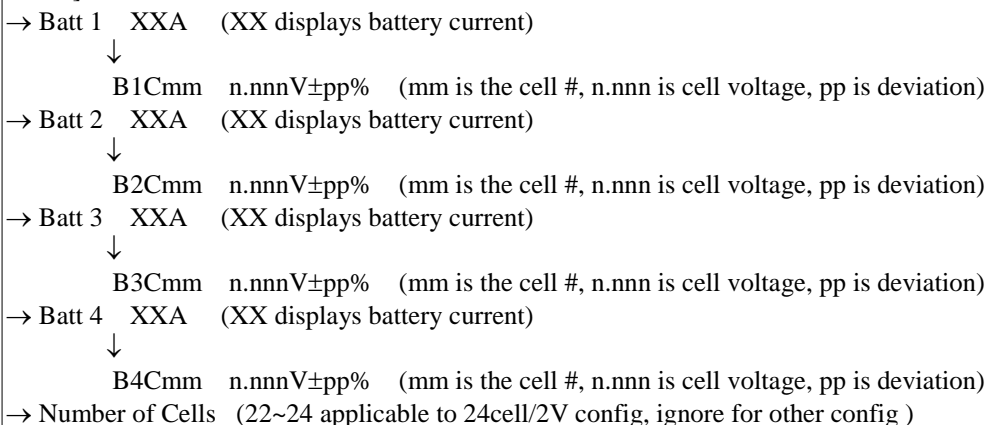 → Batt 1 XXA (XX displays battery current)
↓
B1Cmm n.nnnV±pp% (mm is the cell #, n.nnn is cell voltage, pp is deviation)
→ Batt 2 XXA (XX displays battery current)
↓
B2Cmm n.nnnV±pp% (mm is the cell #, n.nnn is cell voltage, pp is deviation)
→ Batt 3 XXA (XX displays battery current)
↓
B3Cmm n.nnnV±pp% (mm is the cell #, n.nnn is cell voltage, pp is deviation)
→ Batt 4 XXA (XX displays battery current)
↓
B4Cmm n.nnnV±pp% (mm is the cell #, n.nnn is cell voltage, pp is deviation)
→ Number of Cells (22~24 applicable to 24cell/2V config, ignore for other config )